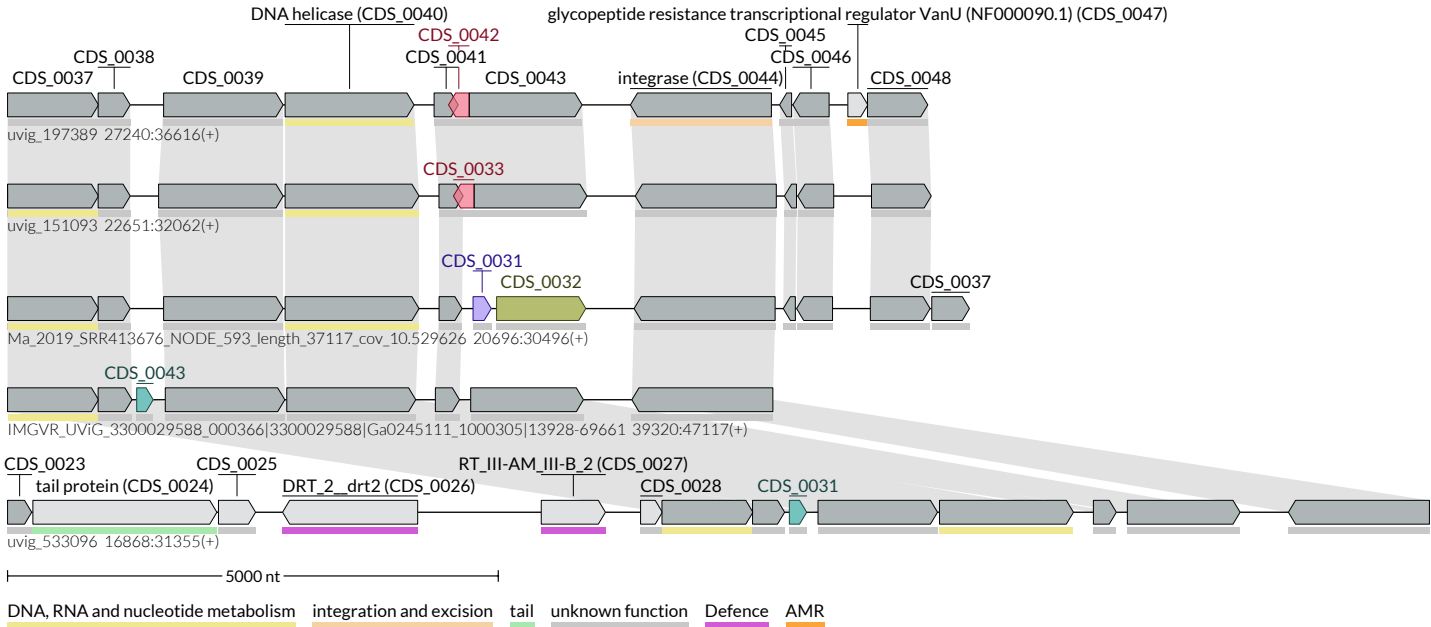 DNA helicase (CDS_0040) glycopeptide resistance transcriptional regulator VanU (NF000090.1) (CDS_0047)
CDS_0042 CDS_0045
CDS_0038 CDS_0041 CDS_0046
CDS_0037 CDS_0039 CDS_0043 integrase (CDS_0044) CDS_0048
uvig_197389 27240:36616(+)
CDS_0033
uvig_151093 22651:32062(+)
CDS_0031
CDS_0032 CDS_0037
Ma_2019_SRR413676_NODE_593_length_37117_cov_10.529626 20696:30496(+)
CDS_0043
IMGVR_UViG_3300029588_000366|3300029588|Ga0245111_1000305|13928-69661 39320:47117(+)
CDS_0023 CDS_0025 RT_III-AM_III-B_2 (CDS_0027)
tail protein (CDS_0024) DRT_2__drt2 (CDS_0026) CDS_0028 CDS_0031
uvig_533096 16868:31355(+)
5000 nt
DNA, RNA and nucleotide metabolism integration and excision tail unknown function Defence AMR